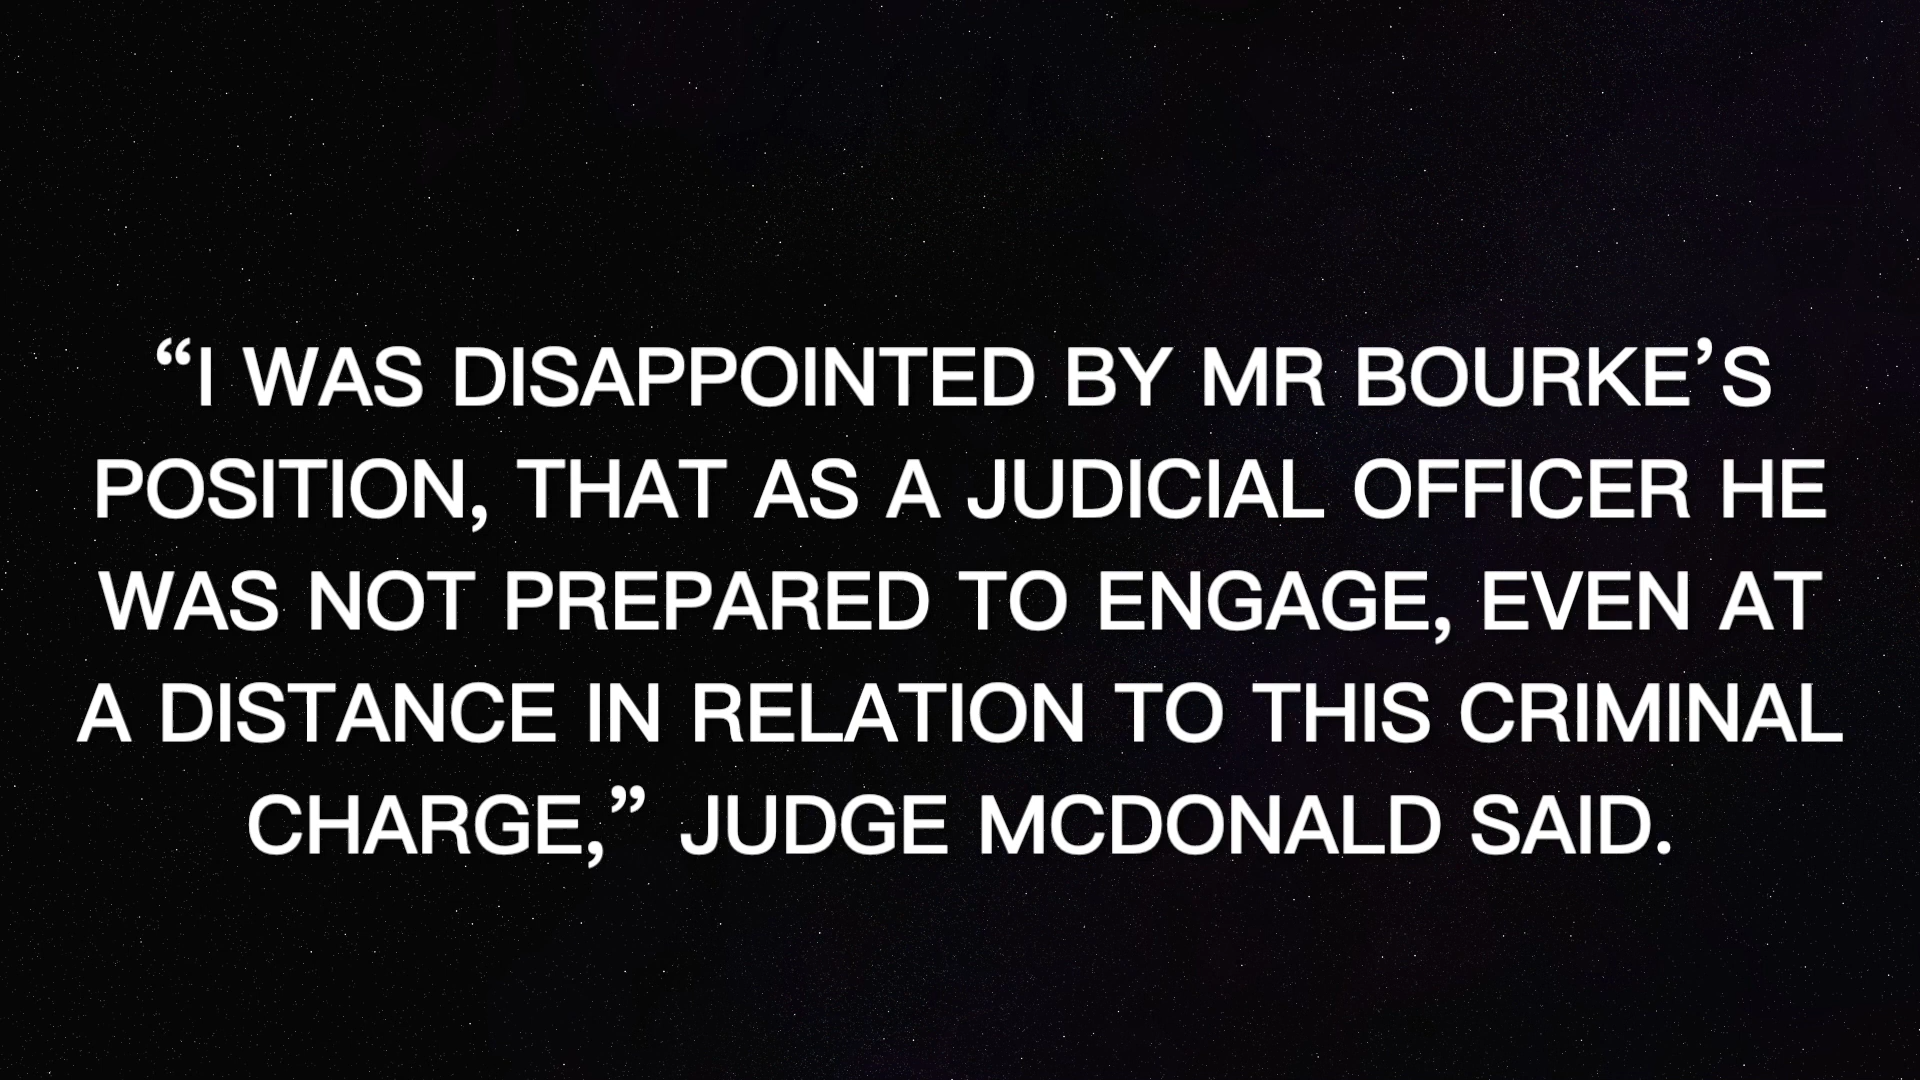 “I WAS DISAPPOINTED BY MR BOURKE’S
POSITION, THAT AS A JUDICIAL OFFICER HE
WAS NOT PREPARED TO ENGAGE, EVEN AT
A DISTANCE IN RELATION TO THIS CRIMINAL
CHARGE,” JUDGE MCDONALD SAID.